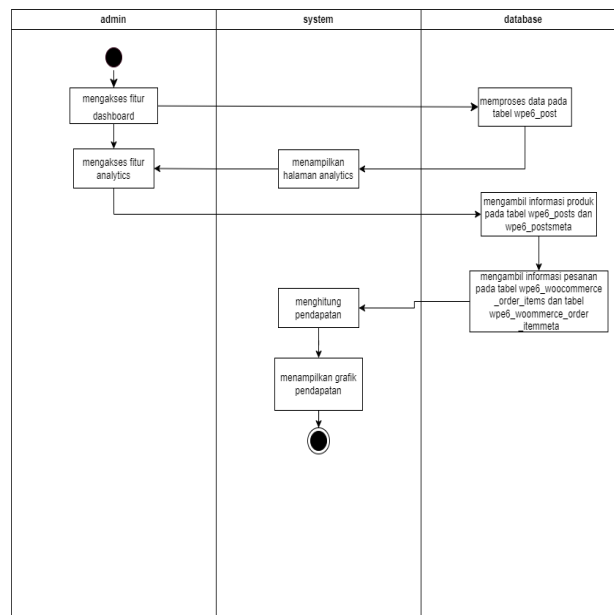 admin
system
database
mengakses fitur
dashboard
memproses data pada
tabel wpe6_post
mengakses fitur
analytics
menampilkan
halaman analytics
mengambil informasi produk
pada tabel wpe6_posts dan
wpe6_postsmeta
mengambil informasi pesanan
pada tabel wpe6_woocommerce
_order_items dan tabel
wpe6_woommerce_order
_itemmeta
menghitung
pendapatan
menampilkan grafik
pendapatan